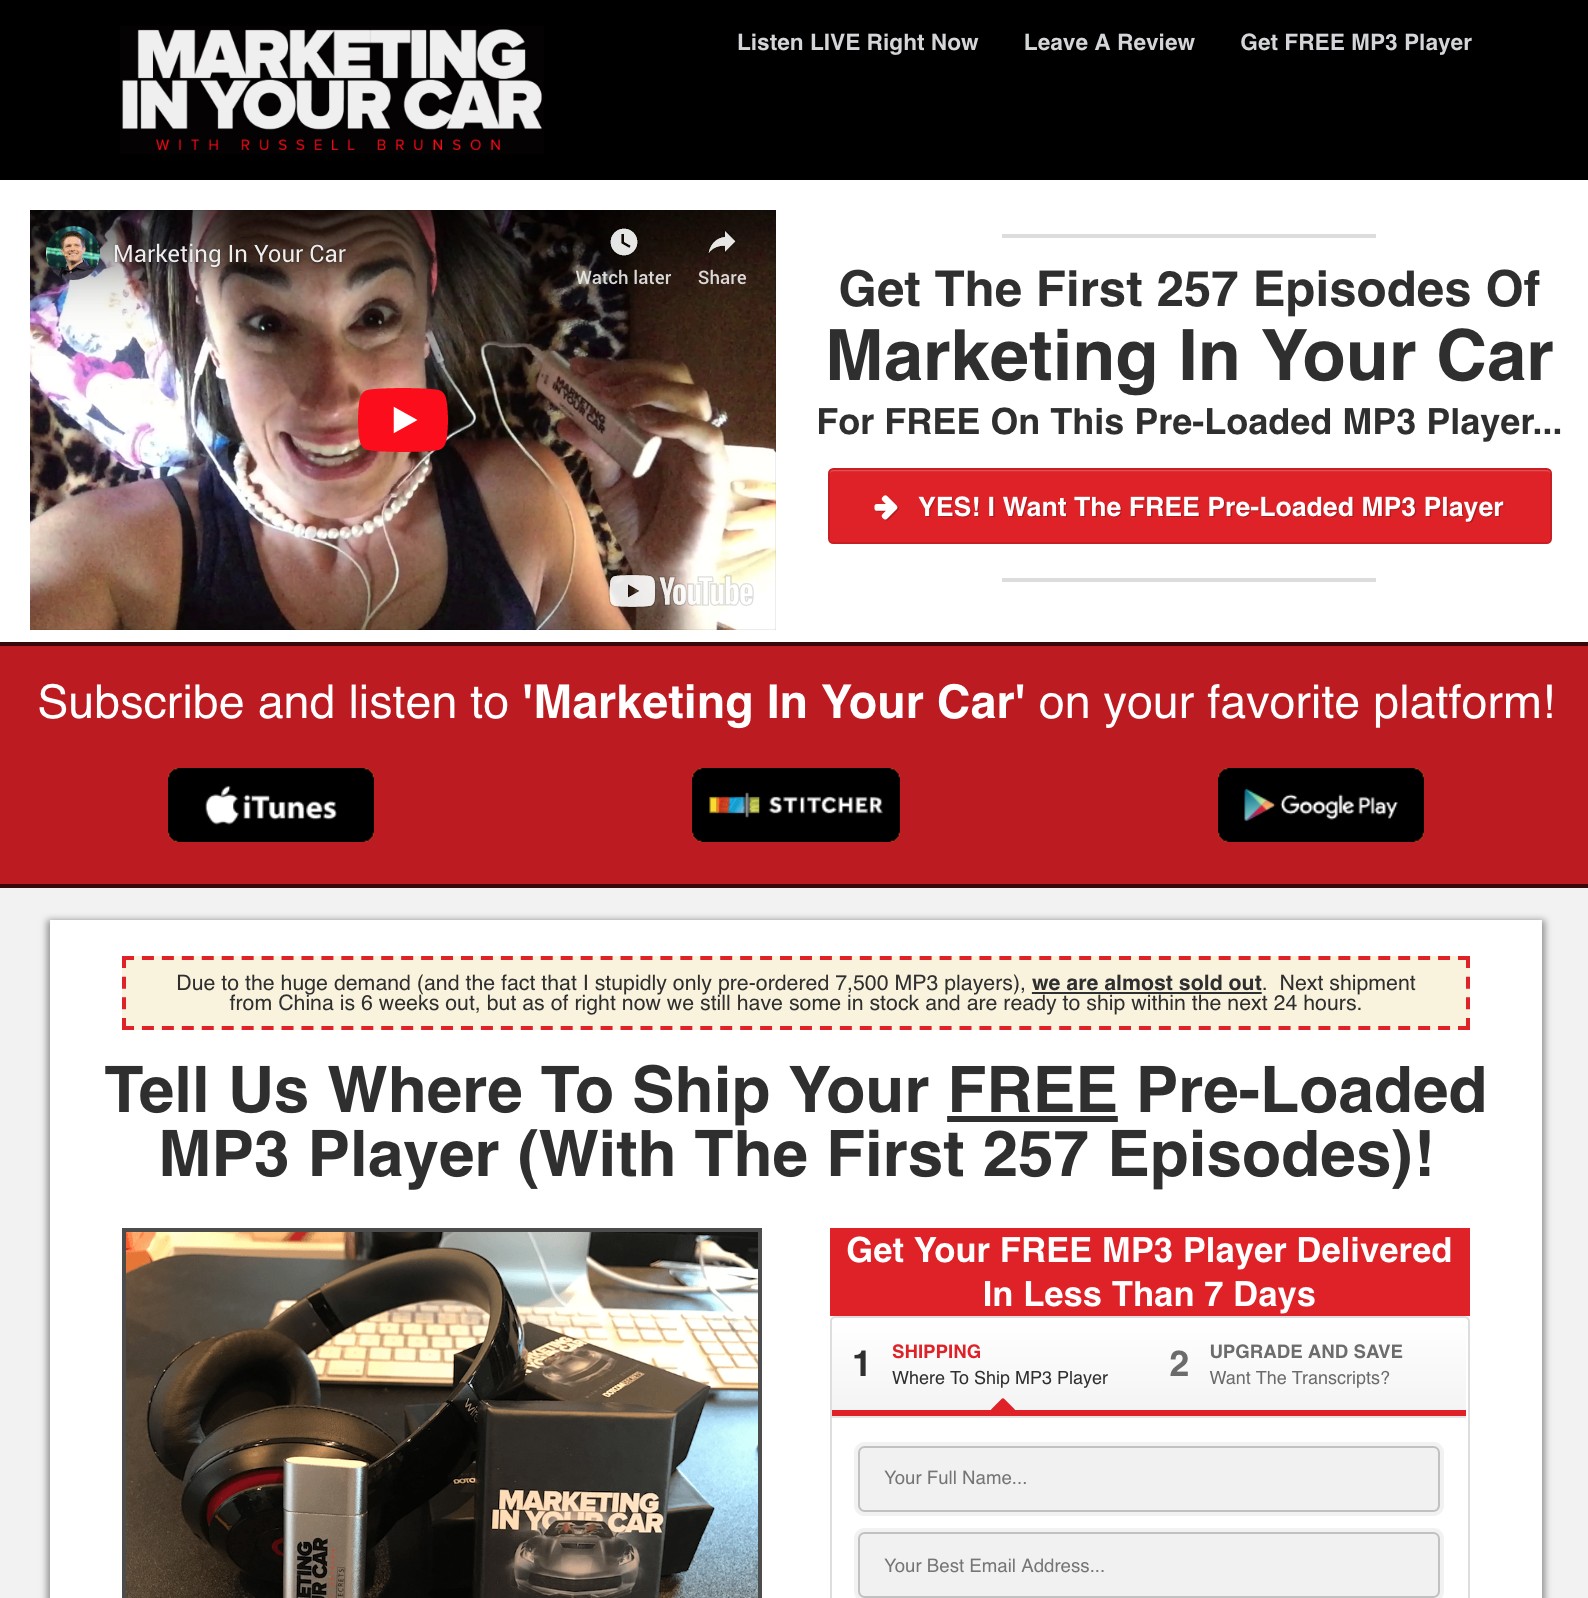 MARKETING
IN YOUR CAR
WITH RUSSELL BRUNSON
Listen LIVE Right Now
Leave A Review
Get FREE MP3 Player
Marketing In Your Car
Watch later
Share
MARKETING
IN YOUR CAR
YouTube
Get The First 257 Episodes Of
Marketing In Your Car
For FREE On This Pre-Loaded MP3 Player...
YES! I Want The FREE Pre-Loaded MP3 Player
Subscribe and listen to 'Marketing In Your Car' on your favorite platform!
iTunes
STITCHER
Google Play
Due to the huge demand (and the fact that I stupidly only pre-ordered 7,500 MP3 players), we are almost sold out.  Next shipment
from China is 6 weeks out, but as of right now we still have some in stock and are ready to ship within the next 24 hours.
Tell Us Where To Ship Your FREE Pre-Loaded
MP3 Player (With The First 257 Episodes)!
MARKETING
IN YOUR CAR
Get Your FREE MP3 Player Delivered
In Less Than 7 Days
1
SHIPPING
Where To Ship MP3 Player
2
UPGRADE AND SAVE
Want The Transcripts?
Your Full Name...
Your Best Email Address...